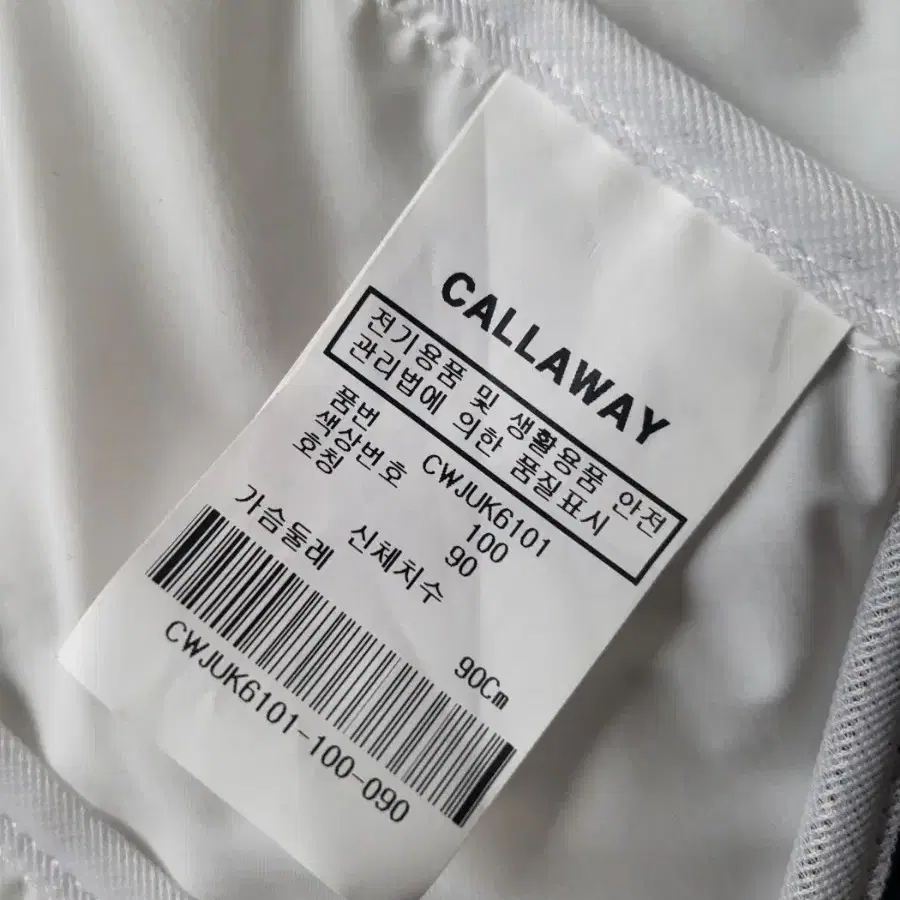 CALLAWAY
전기용품 및 생활용품 안전
관리법에 의한 품질표시
품번 CWJUK6101
색상번호 100
호칭 90
신체치수
가슴둘레 90Cm
CWJUK6101-100-090